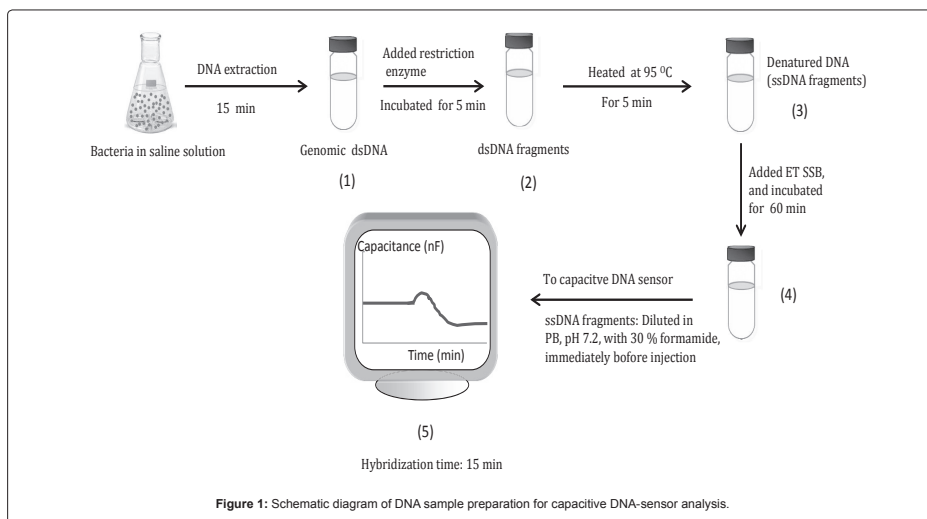 DNA extraction
15 min
Bacteria in saline solution
Added restriction
enzyme
Incubated for 5 min
Genomic dsDNA
(1)
Heated at 95 ⁰C
For 5 min
dsDNA fragments
(2)
Denatured DNA
(ssDNA fragments)
(3)
Added ET SSB,
and incubated
for 60 min
(4)
To capacitve DNA sensor
ssDNA fragments: Diluted in
PB, pH 7.2, with 30 % formamide,
immediately bofore injection
Capacitance (nF)
Time (min)
(5)
Hybridization time: 15 min
Figure 1: Schematic diagram of DNA sample preparation for capacitive DNA-sensor analysis.